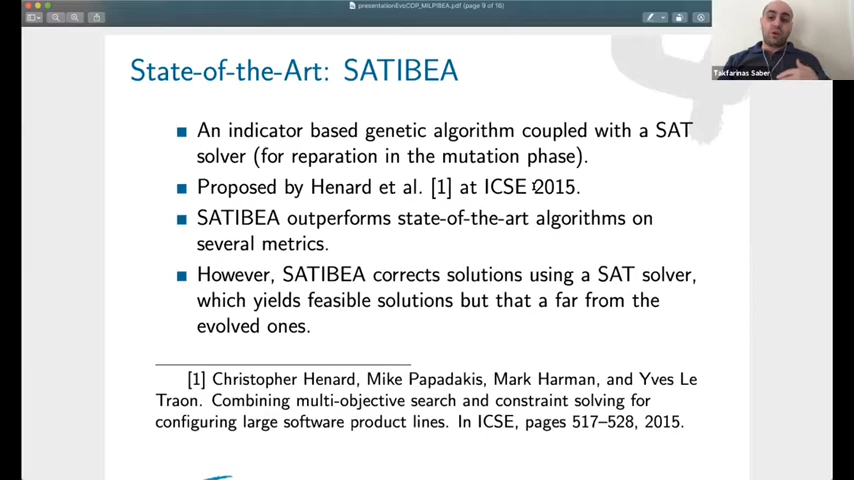 presentationEvoCOP_MILPIBEA.pdf (page 9 of 16)
Takfarinas Saber
State-of-the-Art: SATIBEA
An indicator based genetic algorithm coupled with a SAT
solver (for reparation in the mutation phase).
Proposed by Henard et al. [1] at ICSE 2015.
SATIBEA outperforms state-of-the-art algorithms on
several metrics.
However, SATIBEA corrects solutions using a SAT solver,
which yields feasible solutions but that a far from the
evolved ones.
[1] Christopher Henard, Mike Papadakis, Mark Harman, and Yves Le
Traon. Combining multi-objective search and constraint solving for
configuring large software product lines. In ICSE, pages 517–528, 2015.